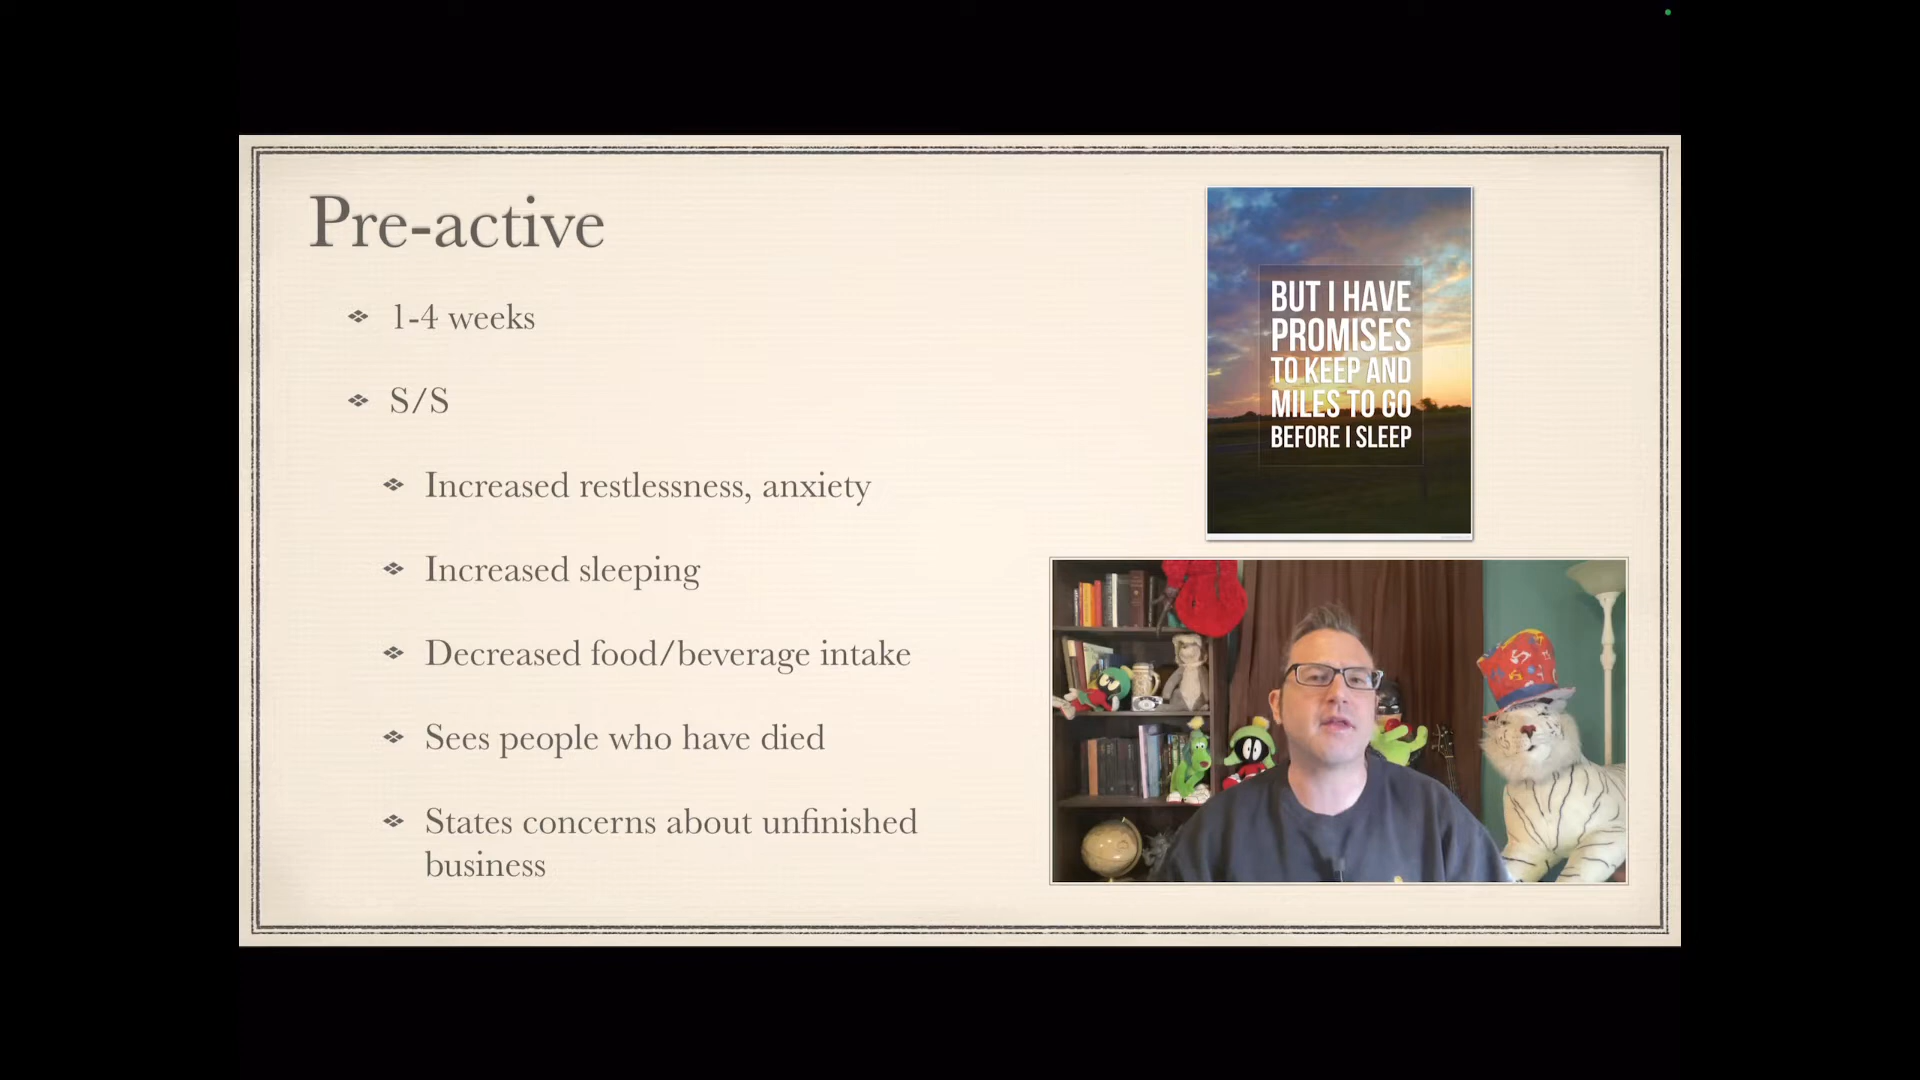 Pre-active
1-4 weeks
S/S
Increased restlessness, anxiety
Increased sleeping
Decreased food/beverage intake
Sees people who have died
States concerns about unfinished
business
BUT I HAVE
PROMISES
TO KEEP AND
MILES TO GO
BEFORE I SLEEP